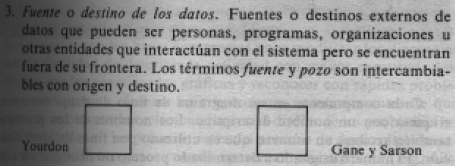 3. Fuente o destino de los datos. Fuentes o destinos externos de
datos que pueden ser personas, programas, organizaciones u
otras entidades que interactúan con el sistema pero se encuentran
fuera de su frontera. Los términos fuente y pozo son intercambia-
bles con origen y destino.
Yourdon
Gane y Sarson